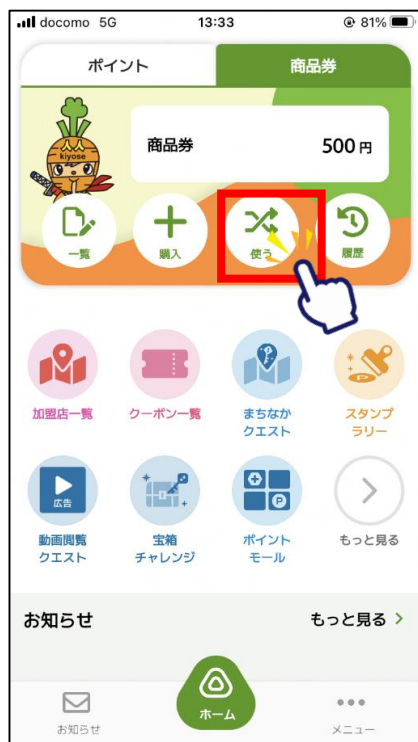 docomo 5G 13:33 81%
ポイント 商品券
kiyose
商品券 500 円
一覧 購入 使う 履歴
加盟店一覧 クーポン一覧 まちなか スタンプ
クエスト ラリー
広告
P
動画閲覧 宝箱 ポイント もっと見る
クエスト チャレンジ モール
お知らせ もっと見る
お知らせ ホーム メニュー